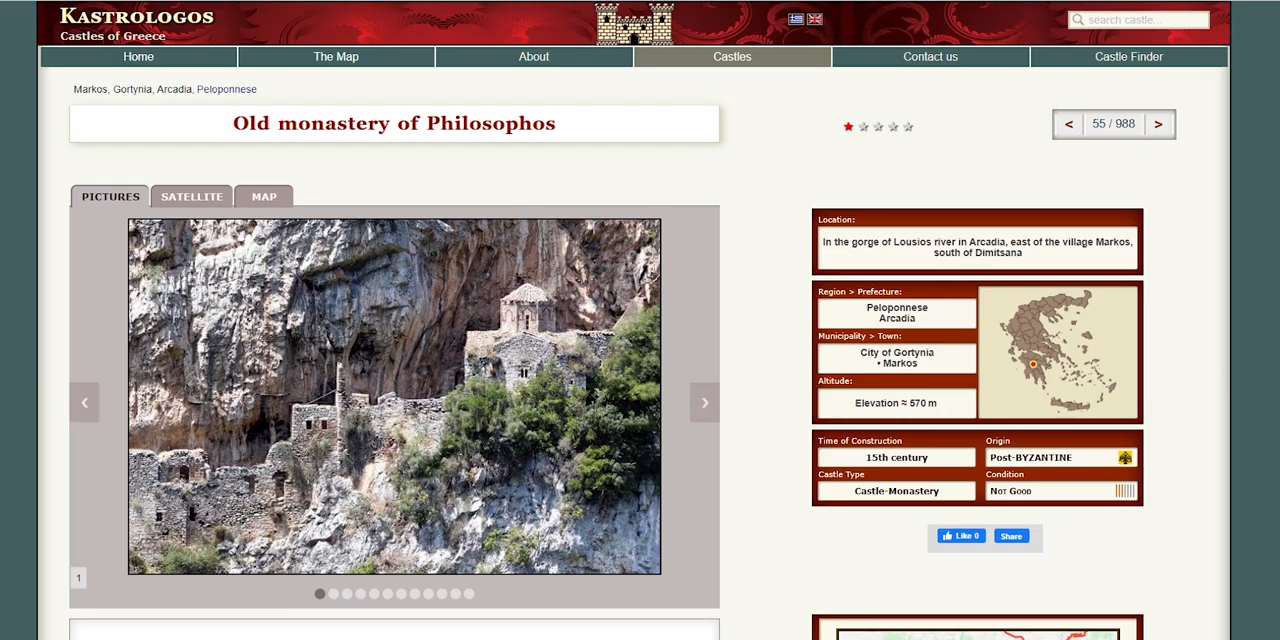 KASTROLOGOS
Castles of Greece
search castle...
Home
The Map
About
Castles
Contact us
Castle Finder
Markos, Gortynia, Arcadia, Peloponnese
Old monastery of Philosophos
< 55 / 988 >
PICTURES
SATELLITE
MAP
‹
›
1
Location:
In the gorge of Lousios river in Arcadia, east of the village Markos,
south of Dimitsana
Region > Prefecture:
Peloponnese
Arcadia
Municipality > Town:
City of Gortynia
• Markos
Altitude:
Elevation ≈ 570 m
Time of Construction
Origin
15th century
Post-BYZANTINE
Castle Type
Condition
Castle-Monastery
NOT GOOD
Like 0
Share